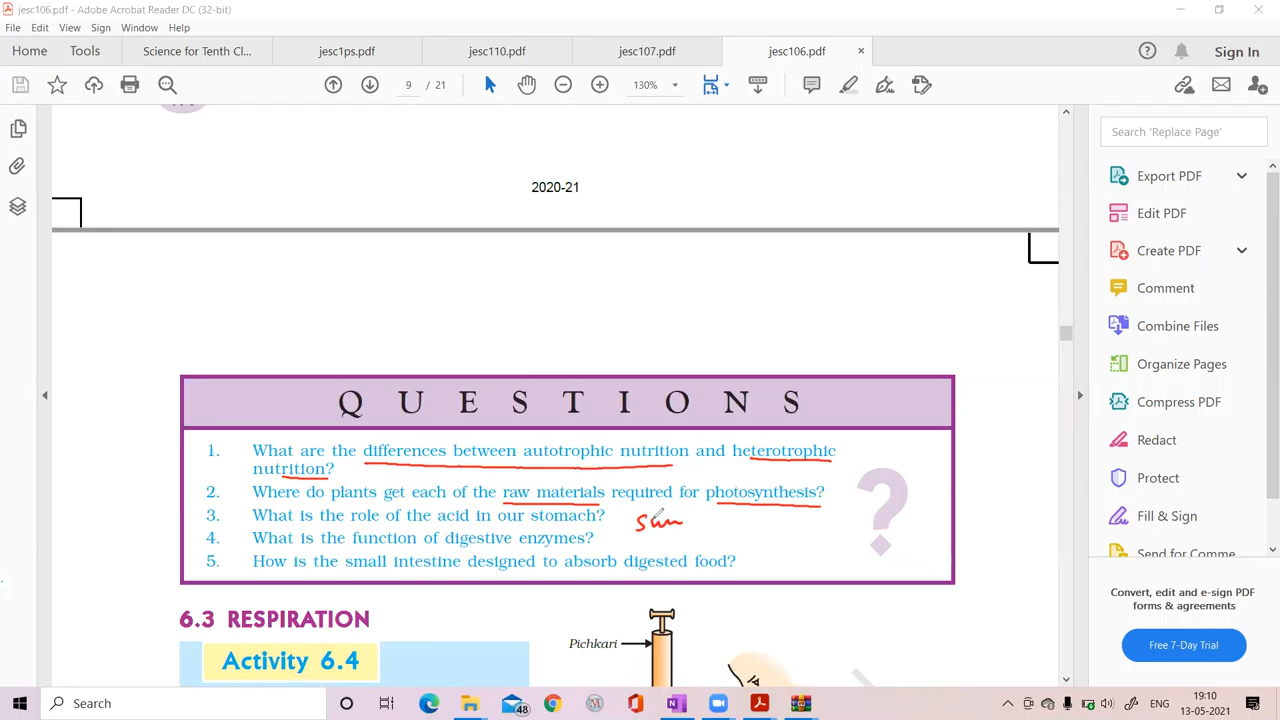 jesc106.pdf - Adobe Acrobat Reader DC (32-bit)
File Edit View Sign Window Help
Home Tools Science for Tenth Cl... jesc1ps.pdf jesc110.pdf jesc107.pdf jesc106.pdf × Sign In
9 / 21 130%
2020-21
Search 'Replace Page'
Export PDF
Edit PDF
Create PDF
Comment
Combine Files
Organize Pages
Compress PDF
Redact
Protect
Fill & Sign
Send for Comme
Convert, edit and e-sign PDF
forms & agreements
Free 7-Day Trial
QUESTIONS
1. What are the differences between autotrophic nutrition and heterotrophic
nutrition?
2. Where do plants get each of the raw materials required for photosynthesis?
3. What is the role of the acid in our stomach? Sun
4. What is the function of digestive enzymes?
5. How is the small intestine designed to absorb digested food?
?
6.3 RESPIRATION
Activity 6.4
Pichkari
Search 48 ENG 19:10
13-05-2021